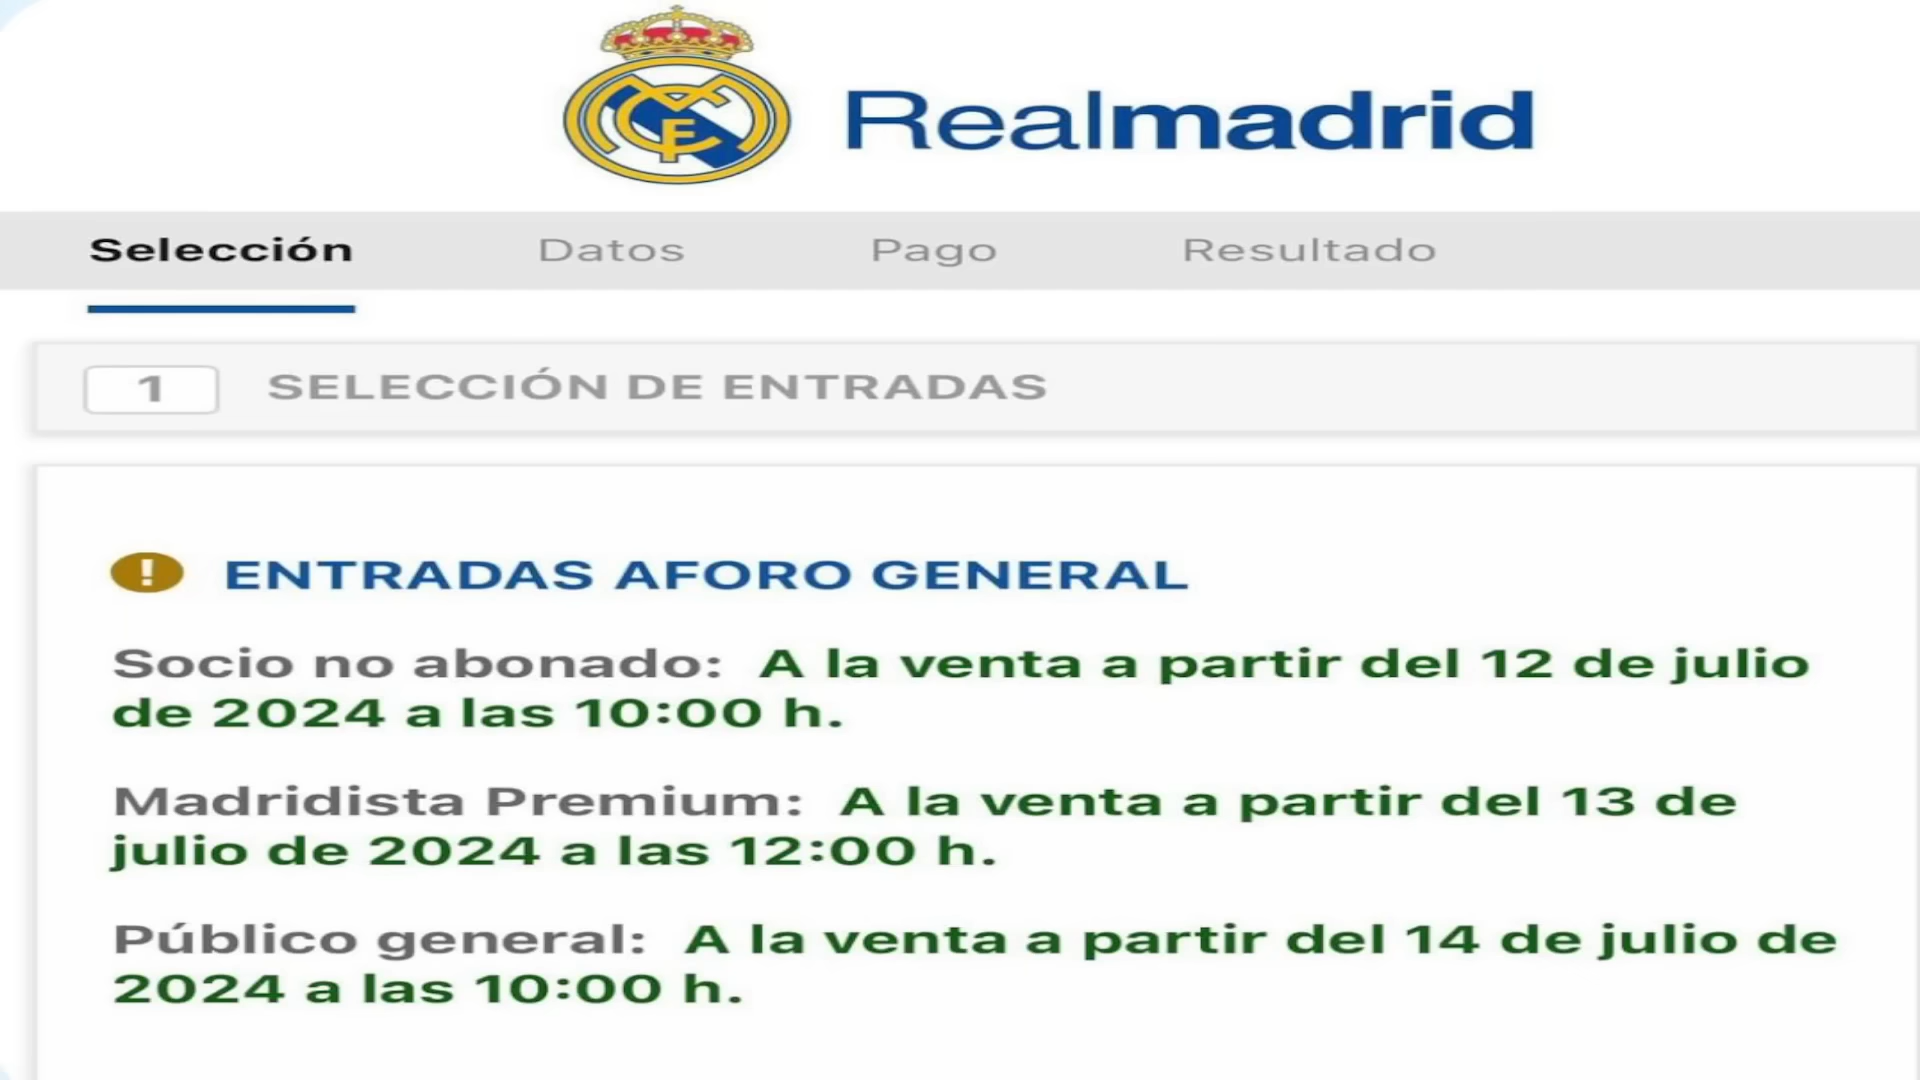 Realmadrid
Selección Datos Pago Resultado
1 SELECCIÓN DE ENTRADAS
! ENTRADAS AFORO GENERAL
Socio no abonado: A la venta a partir del 12 de julio
de 2024 a las 10:00 h.
Madridista Premium: A la venta a partir del 13 de
julio de 2024 a las 12:00 h.
Público general: A la venta a partir del 14 de julio de
2024 a las 10:00 h.